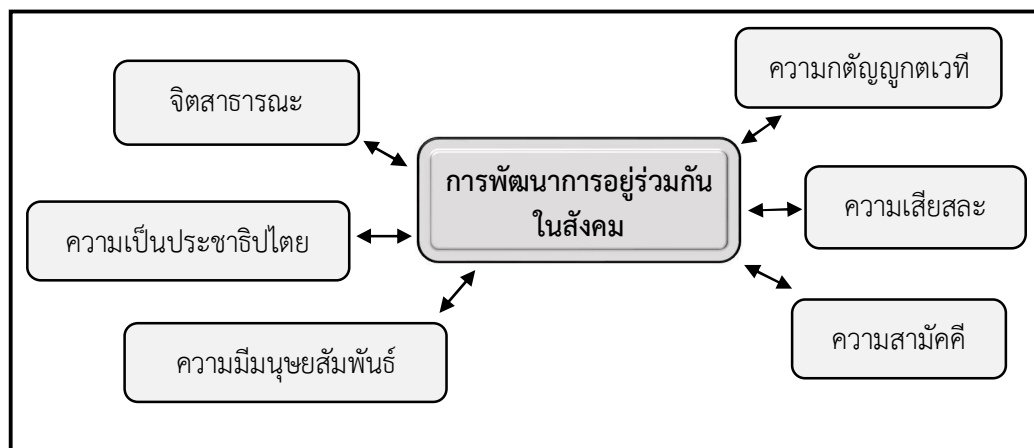 ความกตัญญูกตเวที
จิตสาธารณะ
การพัฒนาการอยู่ร่วมกัน
ในสังคม
ความเสียสละ
ความเป็นประชาธิปไตย
ความสามัคคี
ความมีมนุษยสัมพันธ์